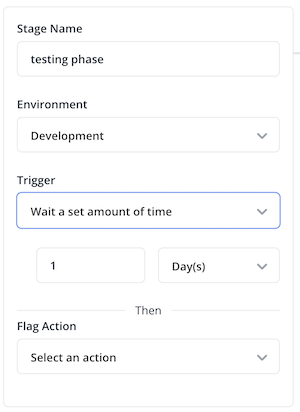 Stage Name
testing phase
Environment
Development
Trigger
Wait a set amount of time
1 Day(s)
Then
Flag Action
Select an action